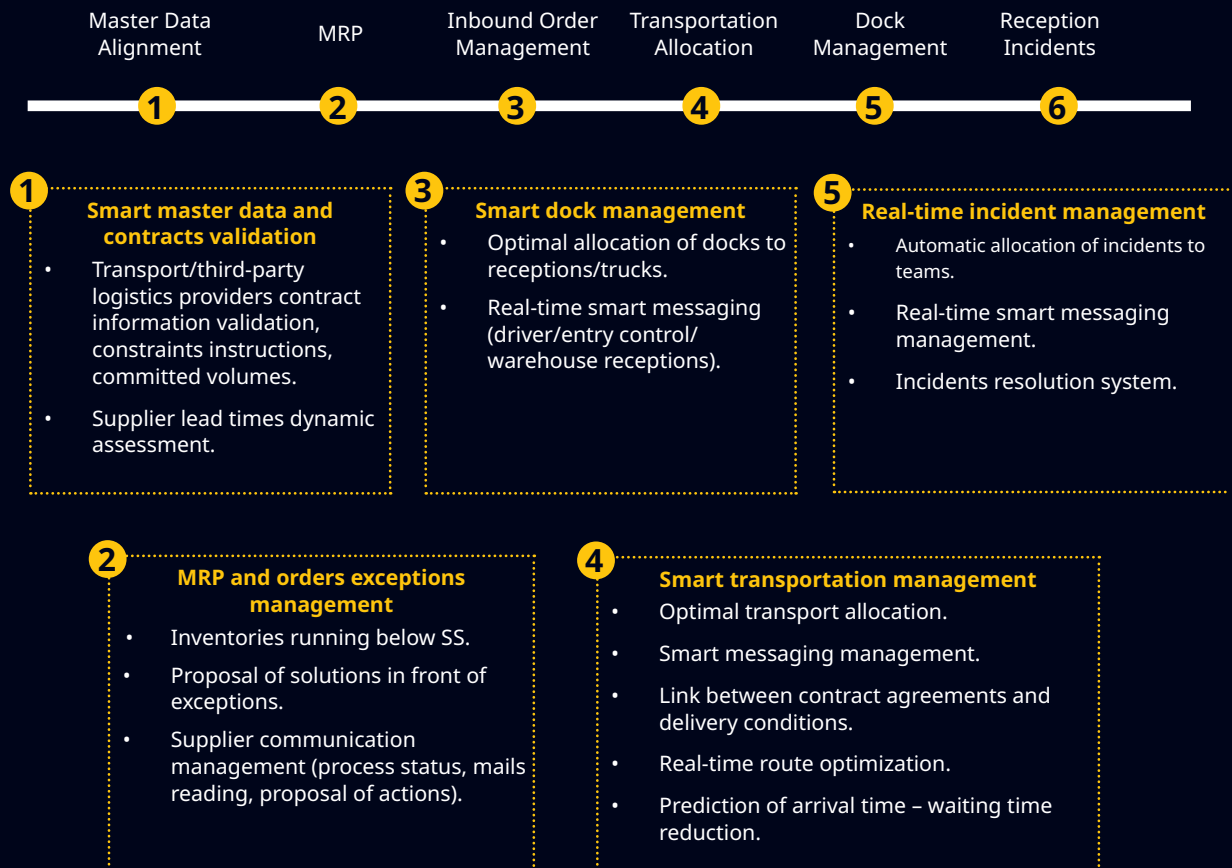 Master Data
Alignment
MRP
Inbound Order
Management
Transportation
Allocation
Dock
Management
Reception
Incidents
1
2
3
4
5
6
1
Smart master data and
contracts validation
• Transport/third-party
logistics providers contract
information validation,
constraints instructions,
committed volumes.
• Supplier lead times dynamic
assessment.
3
Smart dock management
• Optimal allocation of docks to
receptions/trucks.
• Real-time smart messaging
(driver/entry control/
warehouse receptions).
5
Real-time incident management
• Automatic allocation of incidents to
teams.
• Real-time smart messaging
management.
• Incidents resolution system.
2
MRP and orders exceptions
management
• Inventories running below SS.
• Proposal of solutions in front of
exceptions.
• Supplier communication
management (process status, mails
reading, proposal of actions).
4
Smart transportation management
• Optimal transport allocation.
• Smart messaging management.
• Link between contract agreements and
delivery conditions.
• Real-time route optimization.
• Prediction of arrival time – waiting time
reduction.